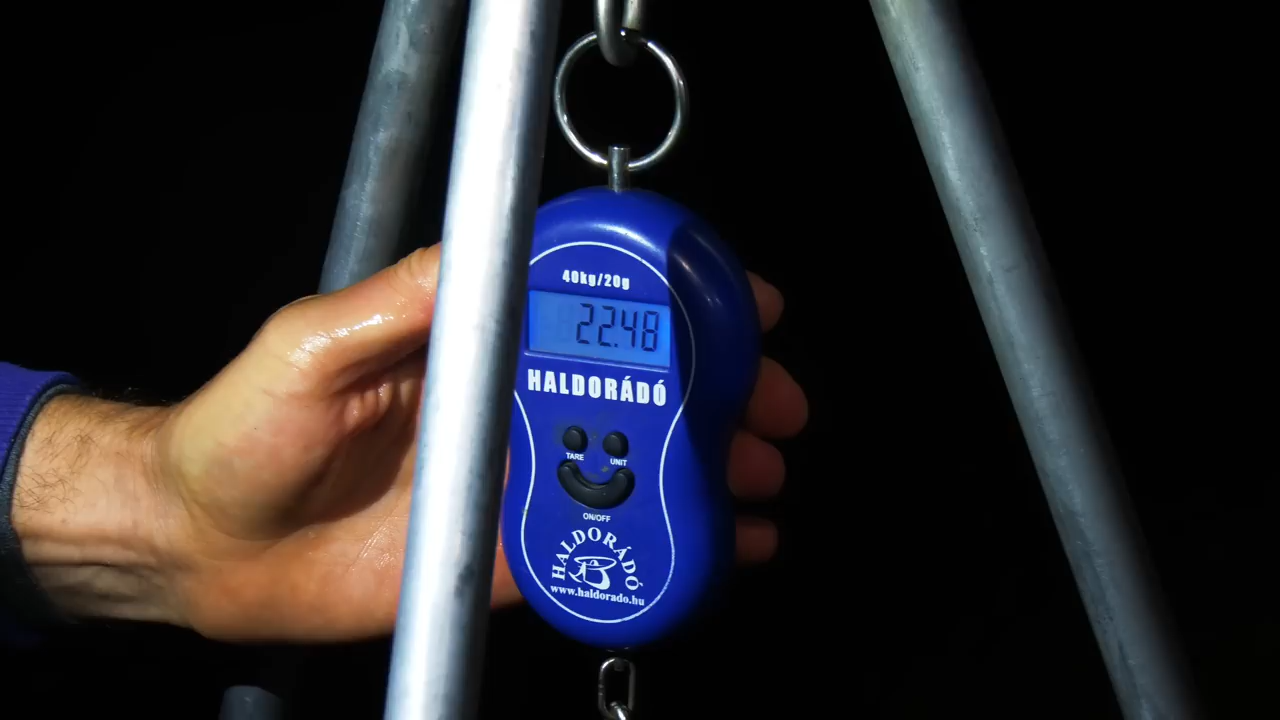 40kg/20g
22.48
HALDORÁDÓ
TARE
UNIT
ON/OFF
HALDORÁDÓ
www.haldorado.hu